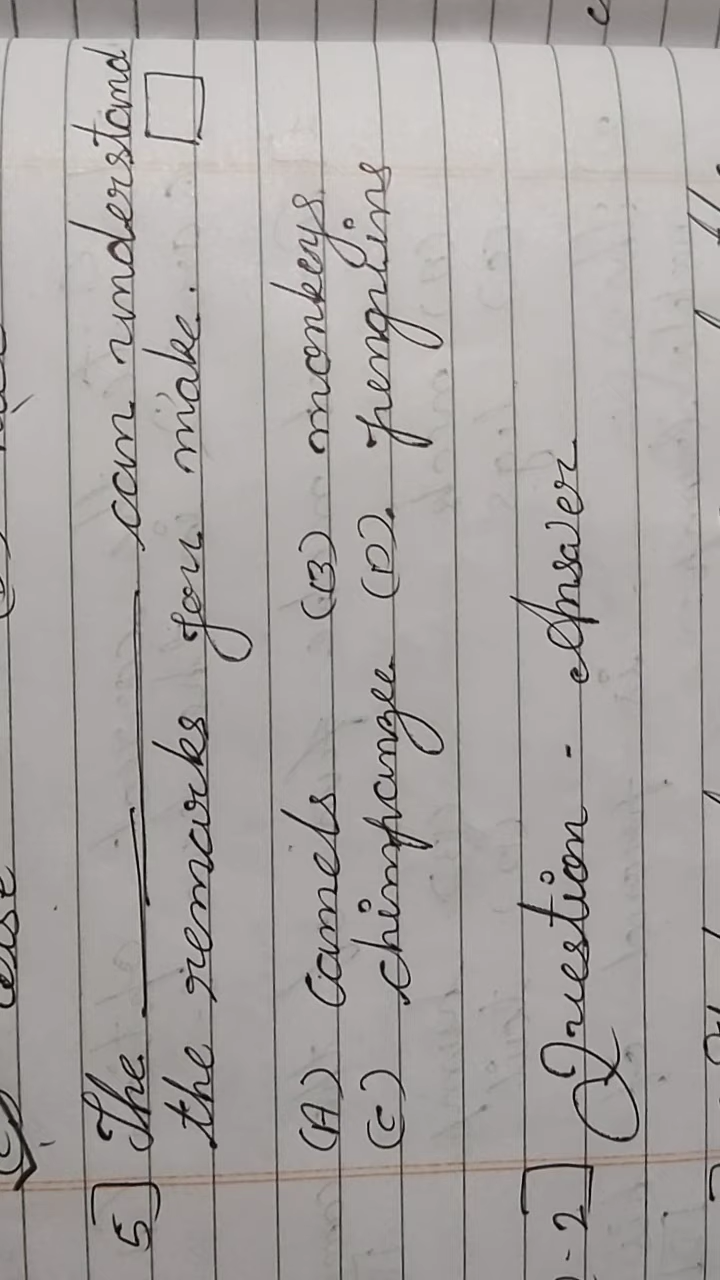 5] The ______ can understand
the remarks you make.
(A) Camels (B) monkeys
(C) chimpanzee (D) penguins
-2] Question - Answer